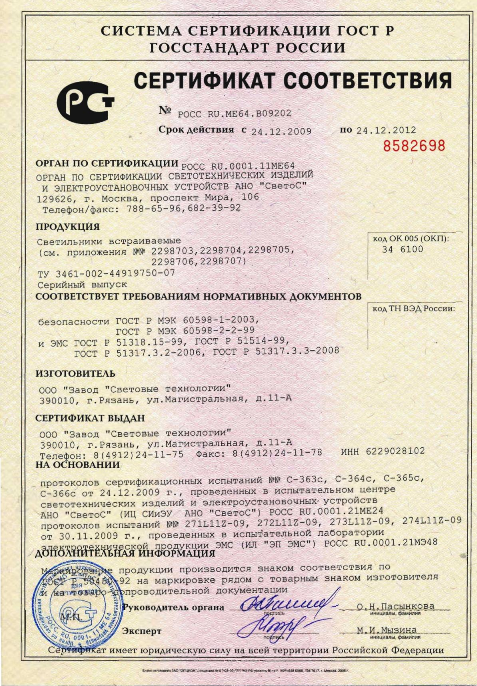 СИСТЕМА СЕРТИФИКАЦИИ ГОСТ Р
ГОССТАНДАРТ РОССИИ
СЕРТИФИКАТ СООТВЕТСТВИЯ
№ РОСС RU.МЕ64.В09202
Срок действия с 24.12.2009 по 24.12.2012
8582698
ОРГАН ПО СЕРТИФИКАЦИИ РОСС RU.0001.11МЕ64
ОРГАН ПО СЕРТИФИКАЦИИ СВЕТОТЕХНИЧЕСКИХ ИЗДЕЛИЙ
И ЭЛЕКТРОУСТАНОВОЧНЫХ УСТРОЙСТВ АНО "СветоС"
129626, г. Москва, проспект Мира, 106
Телефон/факс: 788-65-96,682-39-92
ПРОДУКЦИЯ
Светильники встраиваемые
(см. приложения №№ 2298703,2298704,2298705,
2298706,2298707)
ТУ 3461-002-44919750-07
Серийный выпуск
код ОК 005 (ОКП):
34 6100
СООТВЕТСТВУЕТ ТРЕБОВАНИЯМ НОРМАТИВНЫХ ДОКУМЕНТОВ
код ТН ВЭД России:
безопасности ГОСТ Р МЭК 60598-1-2003,
ГОСТ Р МЭК 60598-2-2-99
и ЭМС ГОСТ Р 51318.15-99, ГОСТ Р 51514-99,
ГОСТ Р 51317.3.2-2006, ГОСТ Р 51317.3.3-2008
ИЗГОТОВИТЕЛЬ
ООО "Завод "Световые технологии"
390010, г.Рязань, ул.Магистральная, д.11-А
СЕРТИФИКАТ ВЫДАН
ООО "Завод "Световые технологии"
390010, г.Рязань, ул.Магистральная, д.11-А
Телефон: 8(4912)24-11-75 Факс: 8(4912)24-11-78 ИНН 6229028102
НА ОСНОВАНИИ
протоколов сертификационных испытаний №№ С-363с, С-364с, С-365с,
С-366с от 24.12.2009 г., проведенных в испытательном центре
светотехнических изделий и электроустановочных устройств
АНО "СветоС" (ИЦ СИиЭУ АНО "СветоС") РОСС RU.0001.21МЕ24
протоколов испытаний №№ 271L11Z-09, 272L11Z-09, 273L11Z-09, 274L11Z-09
от 30.11.2009 г., проведенных в испытательной лаборатории
электротехнической продукции ЭМС (ИЛ "ЭП ЭМС") РОСС RU.0001.21МЭ48
ДОПОЛНИТЕЛЬНАЯ ИНФОРМАЦИЯ
Маркирование продукции производится знаком соответствия по
ГОСТ Р 50460-92 на маркировке рядом с товарным знаком изготовителя
и на товаро-сопроводительной документации
М.П.
Руководитель органа
подпись
О.Н.Пасынкова
инициалы, фамилия
Эксперт
подпись
М.И.Мызина
инициалы, фамилия
Сертификат имеет юридическую силу на всей территории Российской Федерации